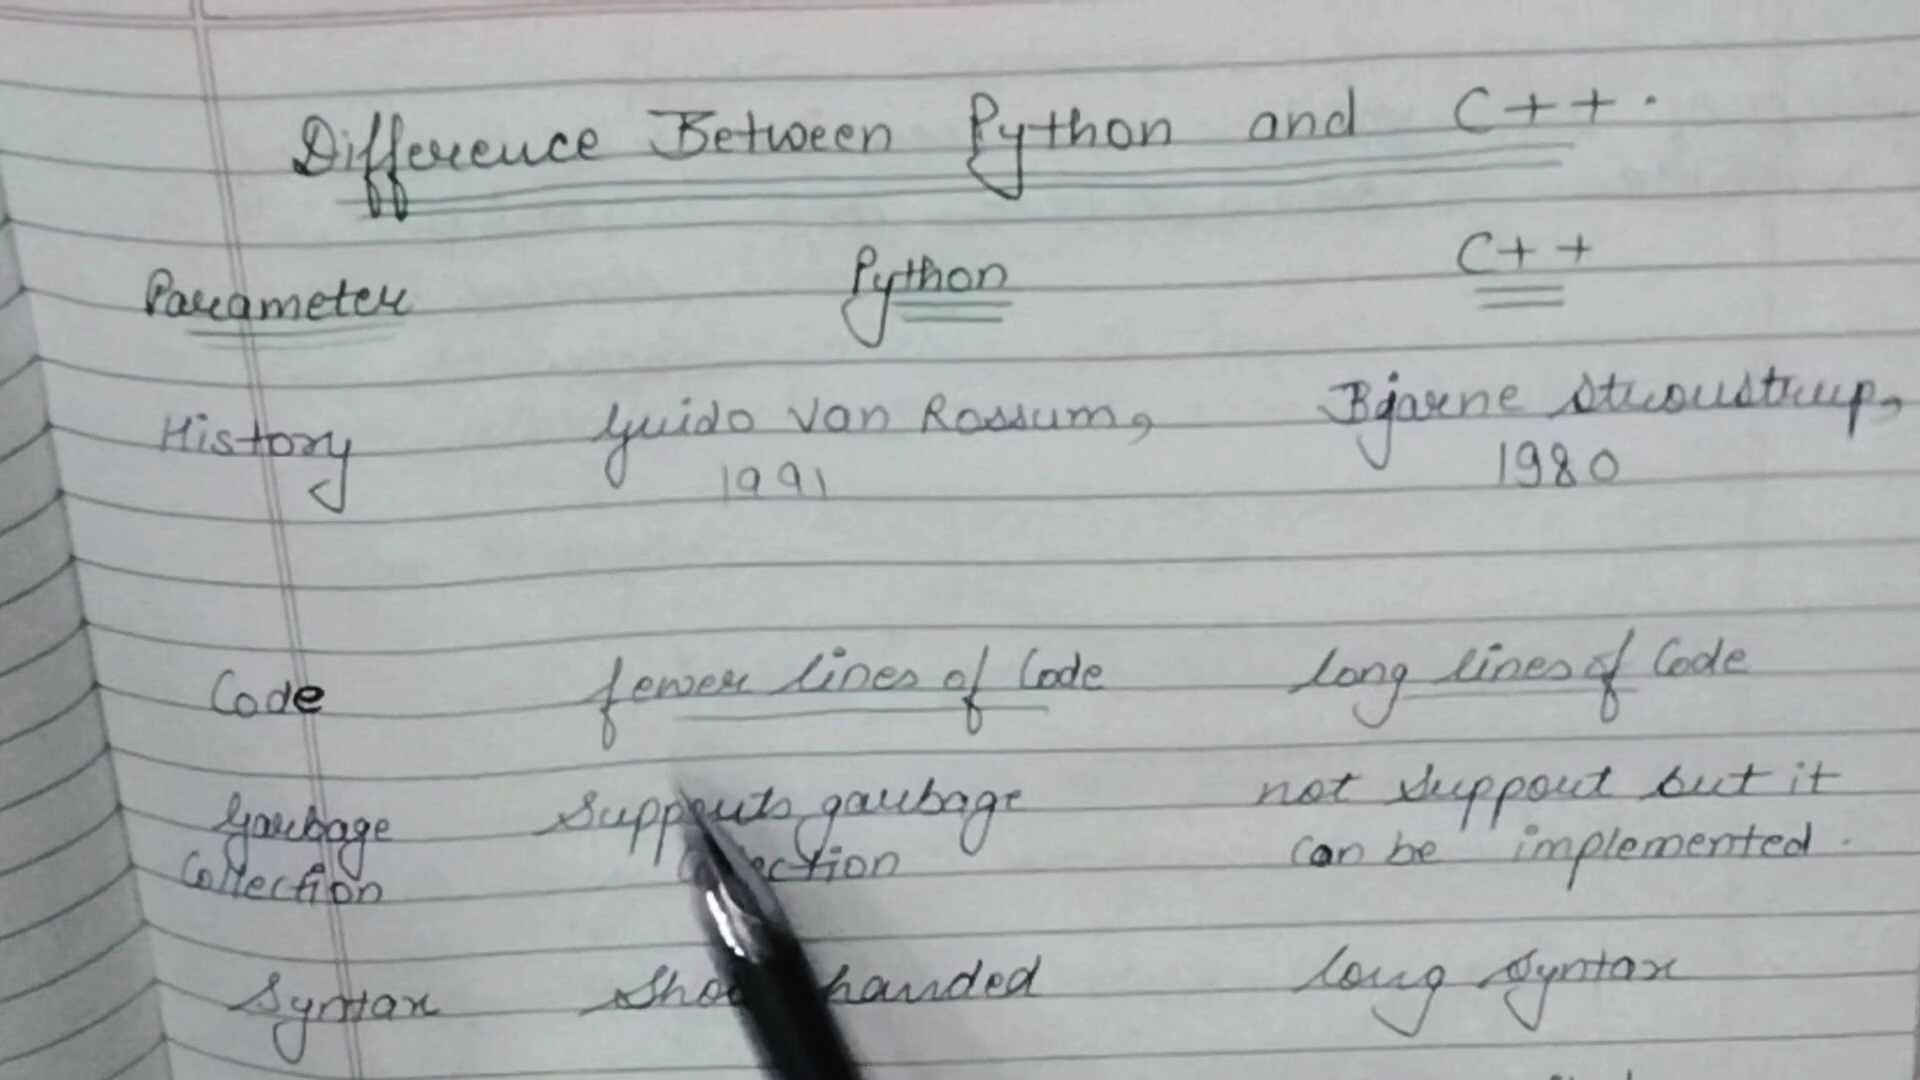 Difference Between Python and C++.
Parameter Python C++
History Guido Van Rossum, Bjarne Stroustrup,
1991 1980
Code fewer lines of Code long lines of Code
Garbage Supports garbage not support but it
Collection can be implemented.
Syntax handed long syntax